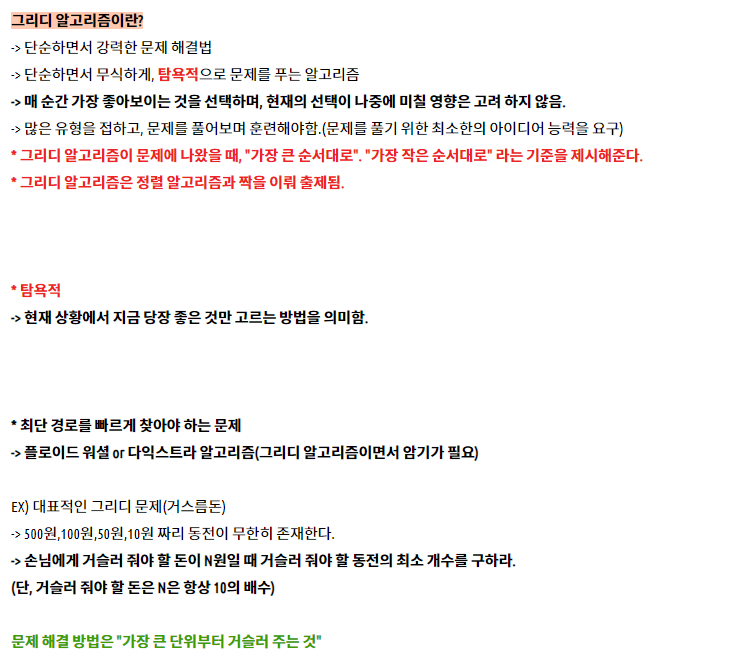 그리디 알고리즘이란?
-> 단순하면서 강력한 문제 해결법
-> 단순하면서 무식하게, 탐욕적으로 문제를 푸는 알고리즘
-> 매 순간 가장 좋아보이는 것을 선택하며, 현재의 선택이 나중에 미칠 영향은 고려 하지 않음.
-> 많은 유형을 접하고, 문제를 풀어보며 훈련해야함.(문제를 풀기 위한 최소한의 아이디어 능력을 요구)
* 그리디 알고리즘이 문제에 나왔을 때, "가장 큰 순서대로". "가장 작은 순서대로" 라는 기준을 제시해준다.
* 그리디 알고리즘은 정렬 알고리즘과 짝을 이뤄 출제됨.
* 탐욕적
-> 현재 상황에서 지금 당장 좋은 것만 고르는 방법을 의미함.
* 최단 경로를 빠르게 찾아야 하는 문제
-> 플로이드 워셜 or 다익스트라 알고리즘(그리디 알고리즘이면서 암기가 필요)
EX) 대표적인 그리디 문제(거스름돈)
-> 500원,100원,50원,10원 짜리 동전이 무한히 존재한다.
-> 손님에게 거슬러 줘야 할 돈이 N원일 때 거슬러 줘야 할 동전의 최소 개수를 구하라.
(단, 거슬러 줘야 할 돈은 N은 항상 10의 배수)
문제 해결 방법은 "가장 큰 단위부터 거슬러 주는 것"